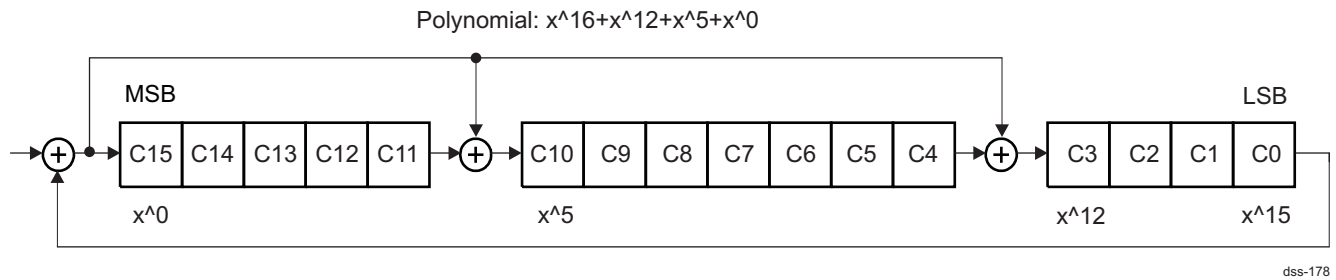 Polynomial: x^16+x^12+x^5+x^0
MSB
LSB
C15 C14 C13 C12 C11 C10 C9 C8 C7 C6 C5 C4 C3 C2 C1 C0
x^0 x^5 x^12 x^15
dss-178